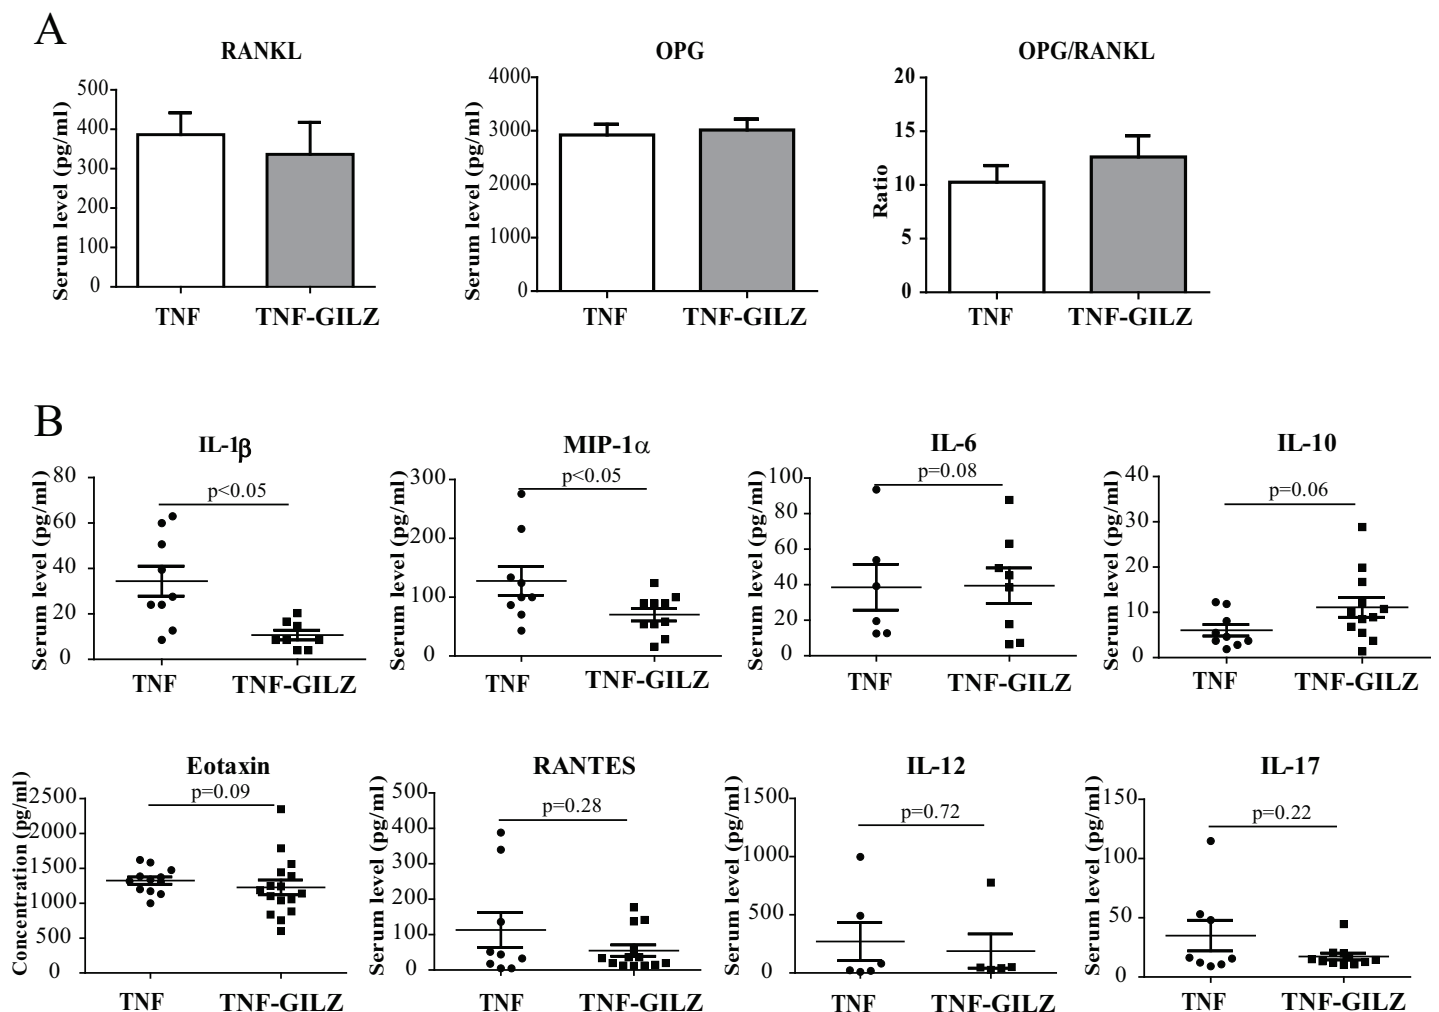 A
RANKL
OPG
OPG/RANKL
Serum level (pg/ml)
500
400
300
200
100
0
TNF
TNF-GILZ
Serum level (pg/ml)
4000
3000
2000
1000
0
TNF
TNF-GILZ
Ratio
20
15
10
5
0
TNF
TNF-GILZ
B
IL-1β
Serum level (pg/ml)
80
60
40
20
0
p<0.05
TNF
TNF-GILZ
MIP-1α
Serum level (pg/ml)
300
200
100
0
p<0.05
TNF
TNF-GILZ
IL-6
Serum level (pg/ml)
100
80
60
40
20
0
p=0.08
TNF
TNF-GILZ
IL-10
Serum level (pg/ml)
40
30
20
10
0
p=0.06
TNF
TNF-GILZ
Eotaxin
Concentration (pg/ml)
2500
2000
1500
1000
500
0
p=0.09
TNF
TNF-GILZ
RANTES
Serum level (pg/ml)
500
400
300
200
100
0
p=0.28
TNF
TNF-GILZ
IL-12
Serum level (pg/ml)
1500
1000
500
0
p=0.72
TNF
TNF-GILZ
IL-17
Serum level (pg/ml)
150
100
50
0
p=0.22
TNF
TNF-GILZ